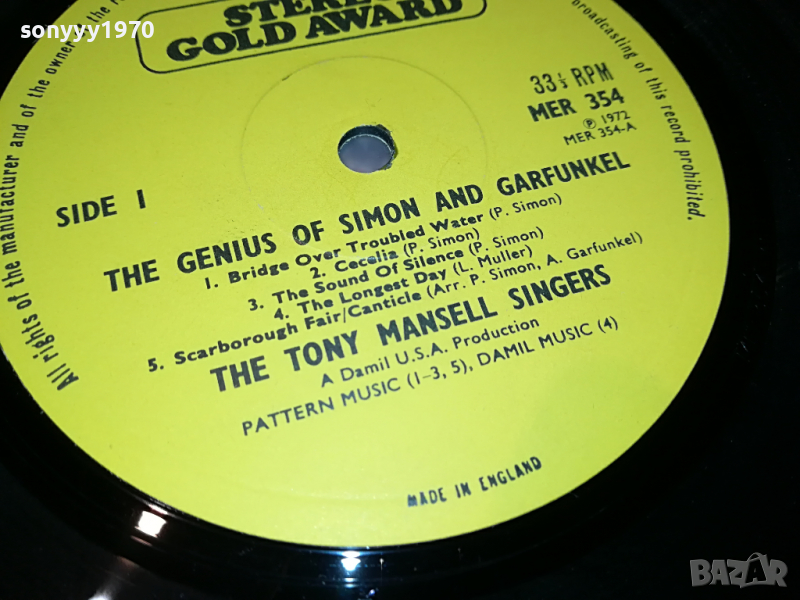 sonyyy1970
GOLD AWARD
33⅓ RPM
MER 354
℗ 1972
MER 354-A
SIDE 1
THE GENIUS OF SIMON AND GARFUNKEL
1. Bridge Over Troubled Water (P. Simon)
2. Cecelia (P. Simon)
3. The Sound Of Silence (P. Simon)
4. The Longest Day (L. Muller)
5. Scarborough Fair/Canticle (Arr. P. Simon, A. Garfunkel)
THE TONY MANSELL SINGERS
A Damil U.S.A. Production
PATTERN MUSIC (1-3, 5), DAMIL MUSIC (4)
MADE IN ENGLAND
All rights of the manufacturer and of the owner of the
broadcasting of this record prohibited.
BAZAR